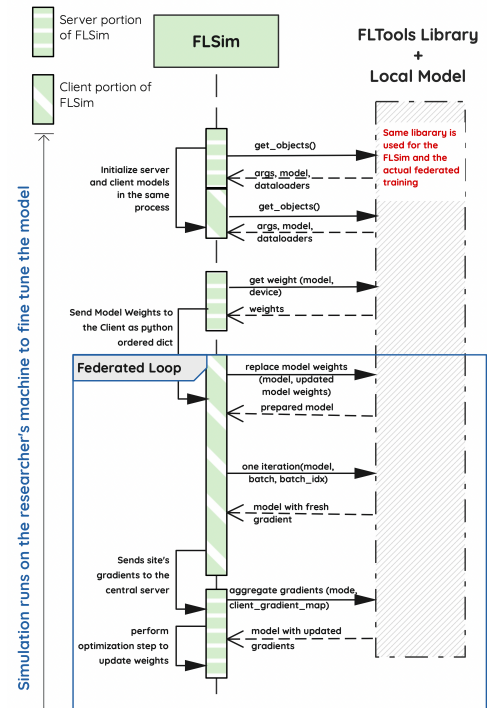 Server portion
of FLSim
Client portion of
FLSim
FLSim
FLTools Library
+
Local Model
Simulation runs on the researcher's machine to fine tune the model
Same libarary is
used for the
FLSim and the
actual federated
training
get_objects()
args, model,
dataloaders
Initialize server
and client models
in the same
process
get_objects()
args, model,
dataloaders
get weight (model,
device)
weights
Send Model Weights to
the Client as python
ordered dict
Federated Loop
replace model weights
(model, updated
model weights)
prepared model
one iteration(model,
batch, batch_idx)
model with fresh
gradient
Sends site's
gradients to the
central server
aggregate gradients (mode,
client_gradient_map)
perform
optimization step to
update weights
model with updated
gradients